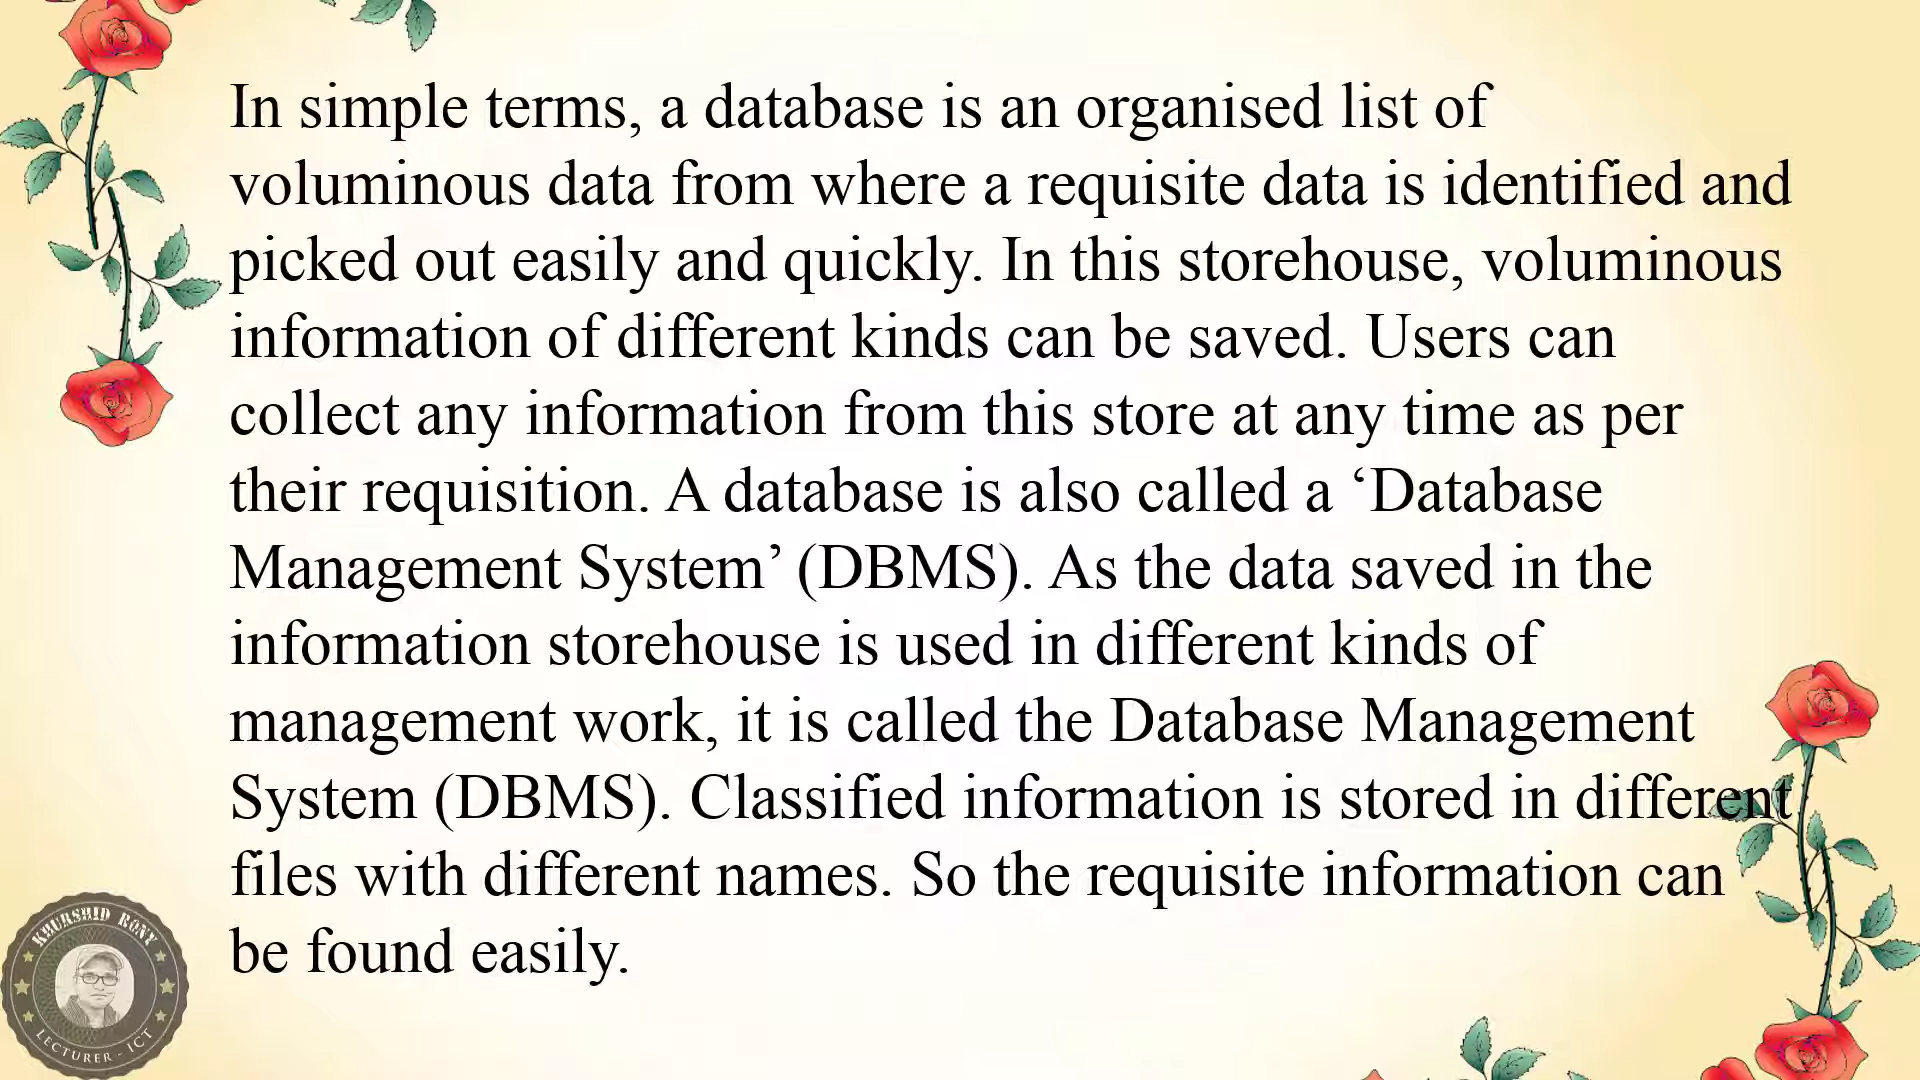 In simple terms, a database is an organised list of
voluminous data from where a requisite data is identified and
picked out easily and quickly. In this storehouse, voluminous
information of different kinds can be saved. Users can
collect any information from this store at any time as per
their requisition. A database is also called a ‘Database
Management System’ (DBMS). As the data saved in the
information storehouse is used in different kinds of
management work, it is called the Database Management
System (DBMS). Classified information is stored in different
files with different names. So the requisite information can
be found easily.
KHURSHID RONY
LECTURER - ICT